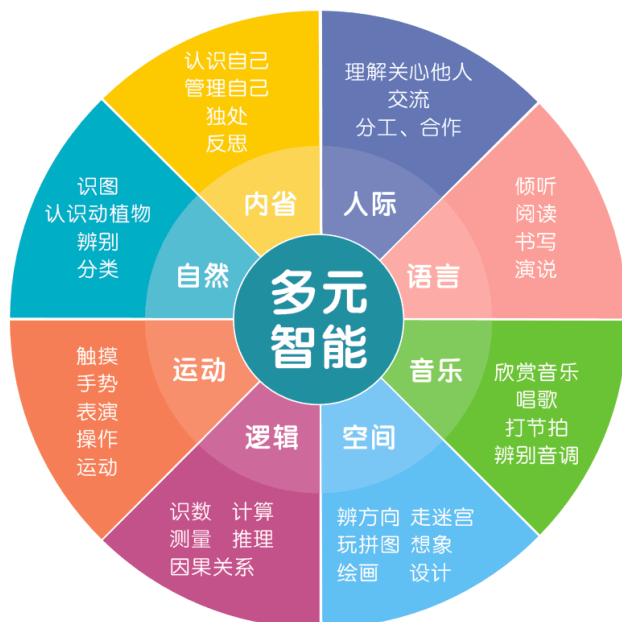 多元
智能
人际
理解关心他人
交流
分工、合作
语言
倾听
阅读
书写
演说
音乐
欣赏音乐
唱歌
打节拍
辨别音调
空间
辨方向 走迷宫
玩拼图 想象
绘画 设计
逻辑
识数 计算
测量 推理
因果关系
运动
触摸
手势
表演
操作
运动
自然
识图
认识动植物
辨别
分类
内省
认识自己
管理自己
独处
反思